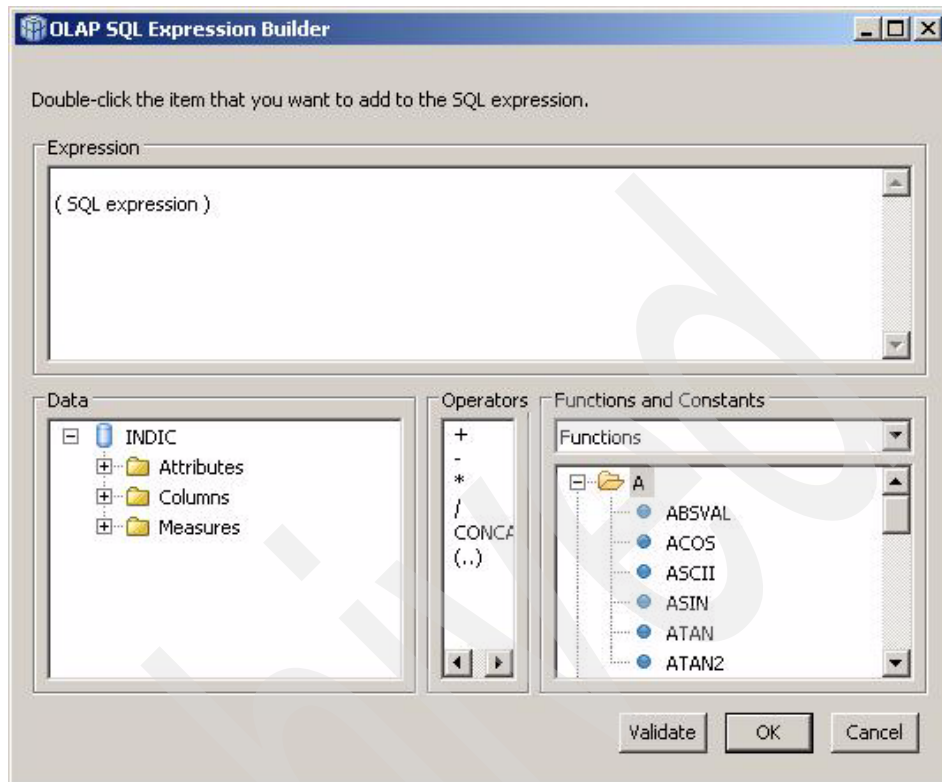 OLAP SQL Expression Builder
Double-click the item that you want to add to the SQL expression.
Expression
( SQL expression )
Data
INDIC
Attributes
Columns
Measures
Operators
+
-
*
/
CONCA
(..)
Functions and Constants
Functions
A
ABSVAL
ACOS
ASCII
ASIN
ATAN
ATAN2
Validate
OK
Cancel